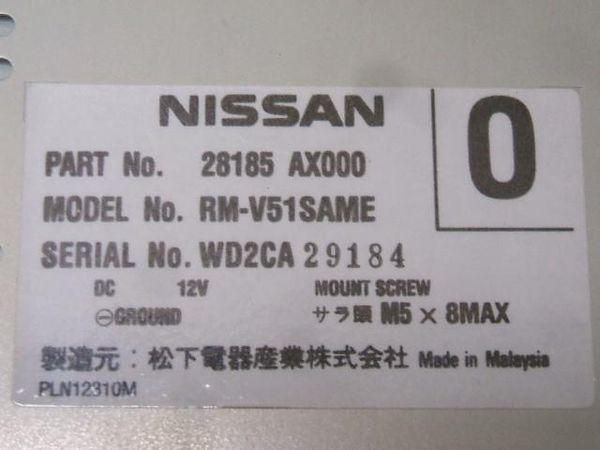 NISSAN
0
PART No. 28185 AX000
MODEL No. RM-V51SAME
SERIAL No. WD2CA 29184
DC 12V MOUNT SCREW
⊖GROUND サラ頭 M5 × 8MAX
製造元：松下電器産業株式会社 Made in Malaysia
PLN12310M